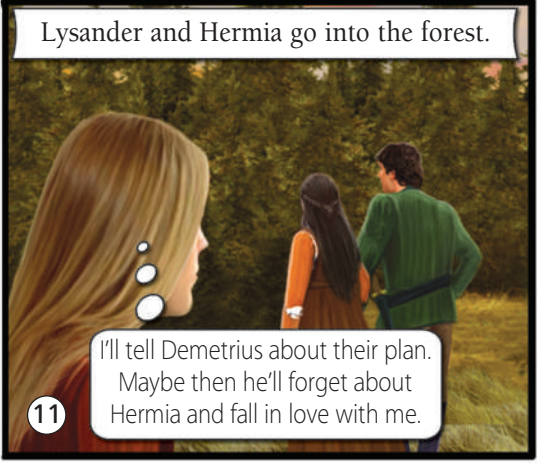 Lysander and Hermia go into the forest.
I'll tell Demetrius about their plan.
Maybe then he'll forget about
Hermia and fall in love with me.
11